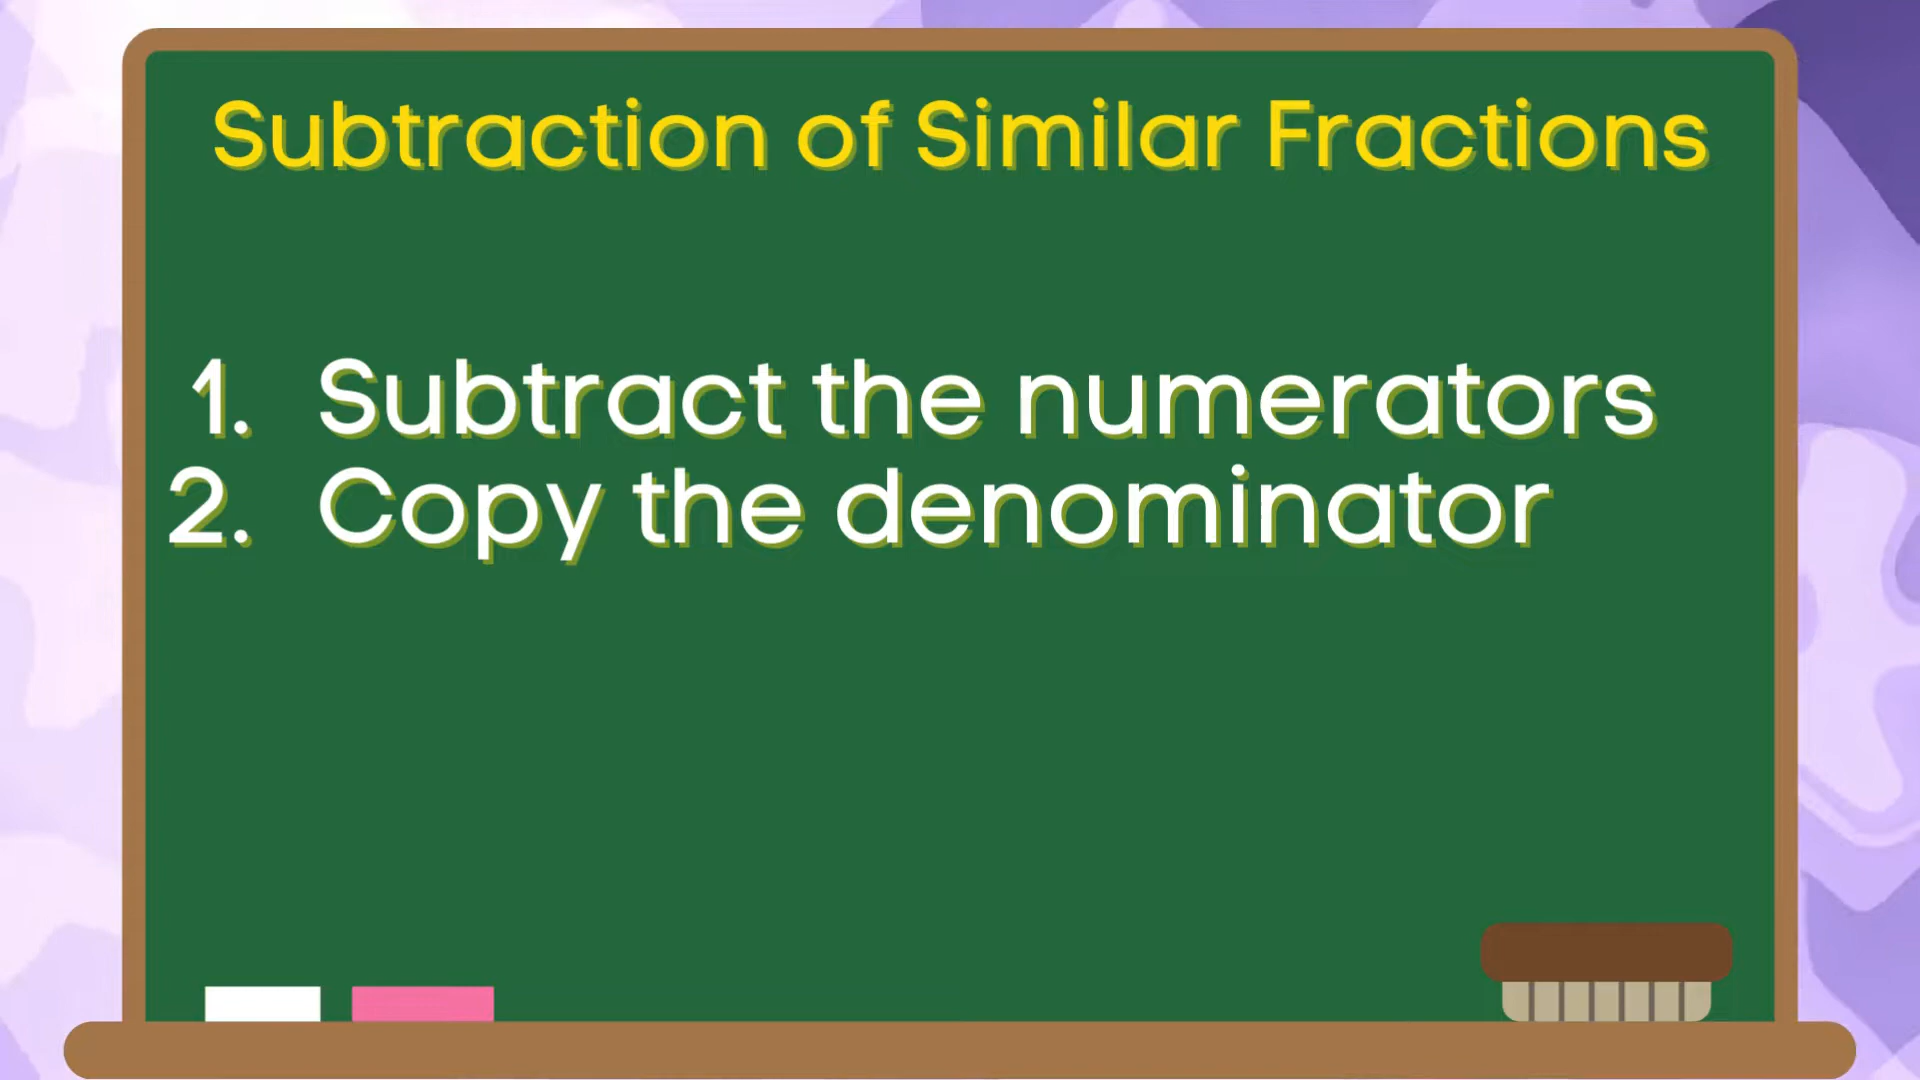 Subtraction of Similar Fractions
1. Subtract the numerators
2. Copy the denominator